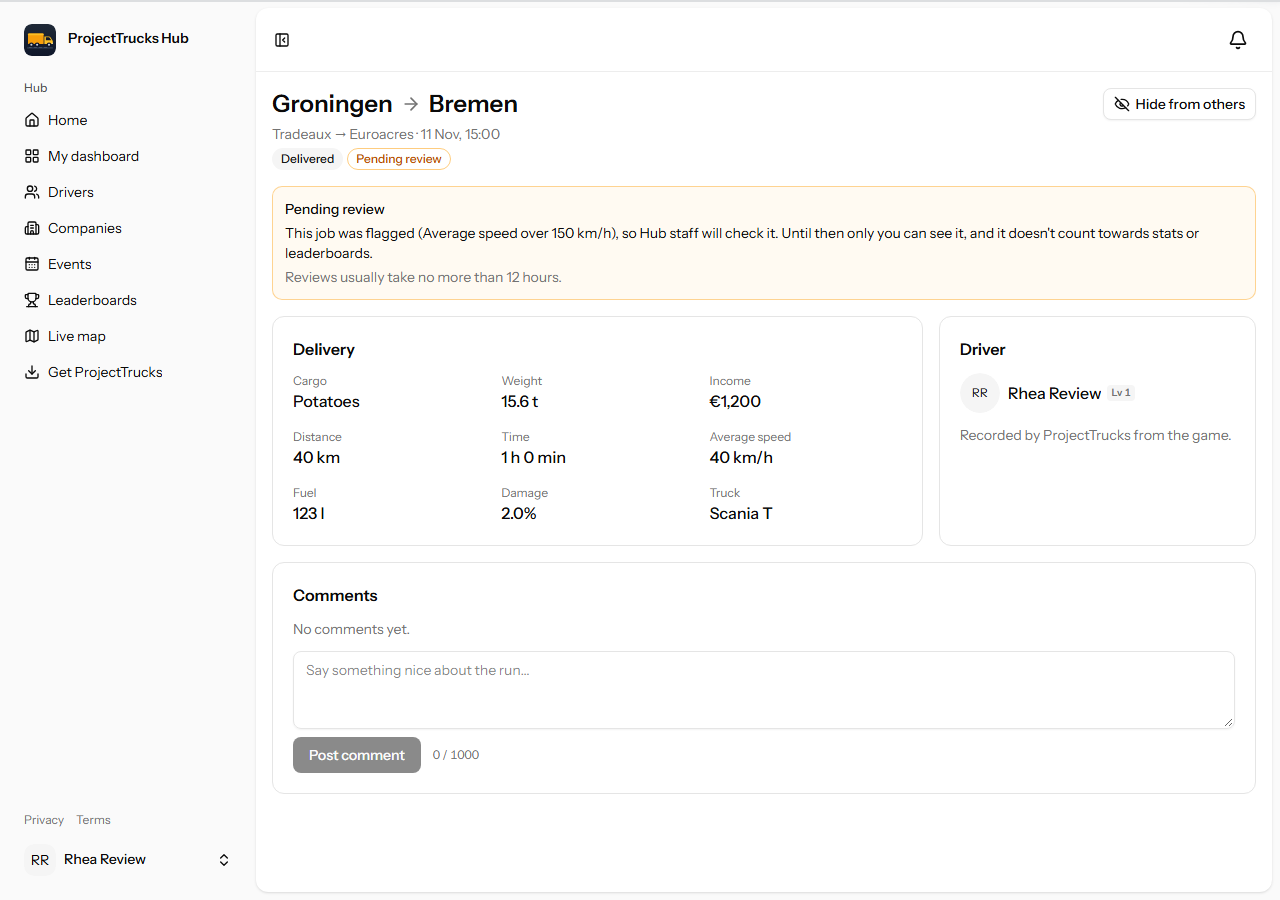 ProjectTrucks Hub
Hub
Home
My dashboard
Drivers
Companies
Events
Leaderboards
Live map
Get ProjectTrucks
Privacy Terms
RR Rhea Review
Groningen → Bremen
Hide from others
Tradeaux → Euroacres · 11 Nov, 15:00
Delivered Pending review
Pending review
This job was flagged (Average speed over 150 km/h), so Hub staff will check it. Until then only you can see it, and it doesn't count towards stats or
leaderboards.
Reviews usually take no more than 12 hours.
Delivery
Cargo Weight Income
Potatoes 15.6 t €1,200
Distance Time Average speed
40 km 1 h 0 min 40 km/h
Fuel Damage Truck
123 l 2.0% Scania T
Driver
RR Rhea Review Lv 1
Recorded by ProjectTrucks from the game.
Comments
No comments yet.
Say something nice about the run...
Post comment 0 / 1000